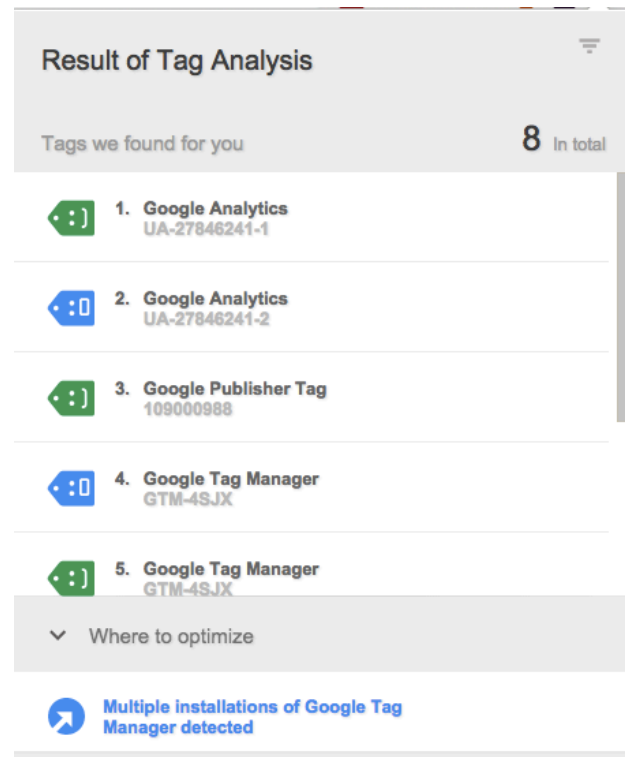 Result of Tag Analysis
Tags we found for you
8 In total
1. Google Analytics
UA-27846241-1
2. Google Analytics
UA-27846241-2
3. Google Publisher Tag
109000988
4. Google Tag Manager
GTM-4SJX
5. Google Tag Manager
GTM-4SJX
Where to optimize
Multiple installations of Google Tag
Manager detected